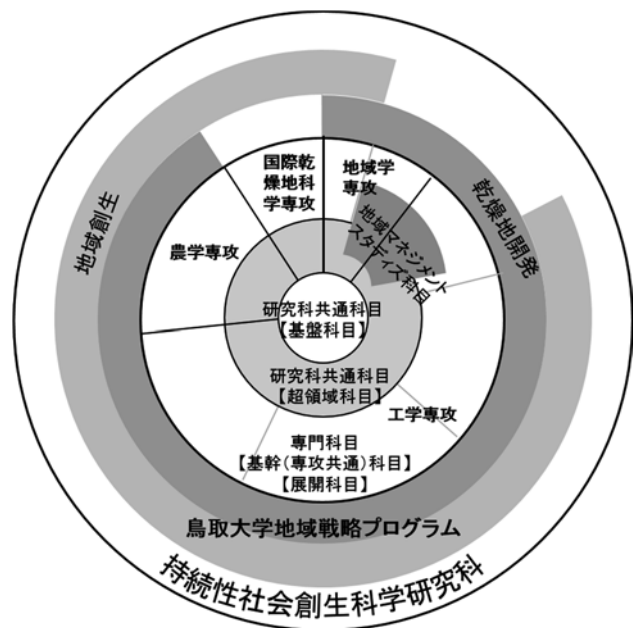 国際乾
燥地科
学専攻
地域学
専攻
地域創生
乾燥地開発
農学専攻
地域マネジメント
スタディズ科目
研究科共通科目
【基盤科目】
研究科共通科目
【超領域科目】
工学専攻
専門科目
【基幹(専攻共通)科目】
【展開科目】
鳥取大学地域戦略プログラム
持続性社会創生科学研究科